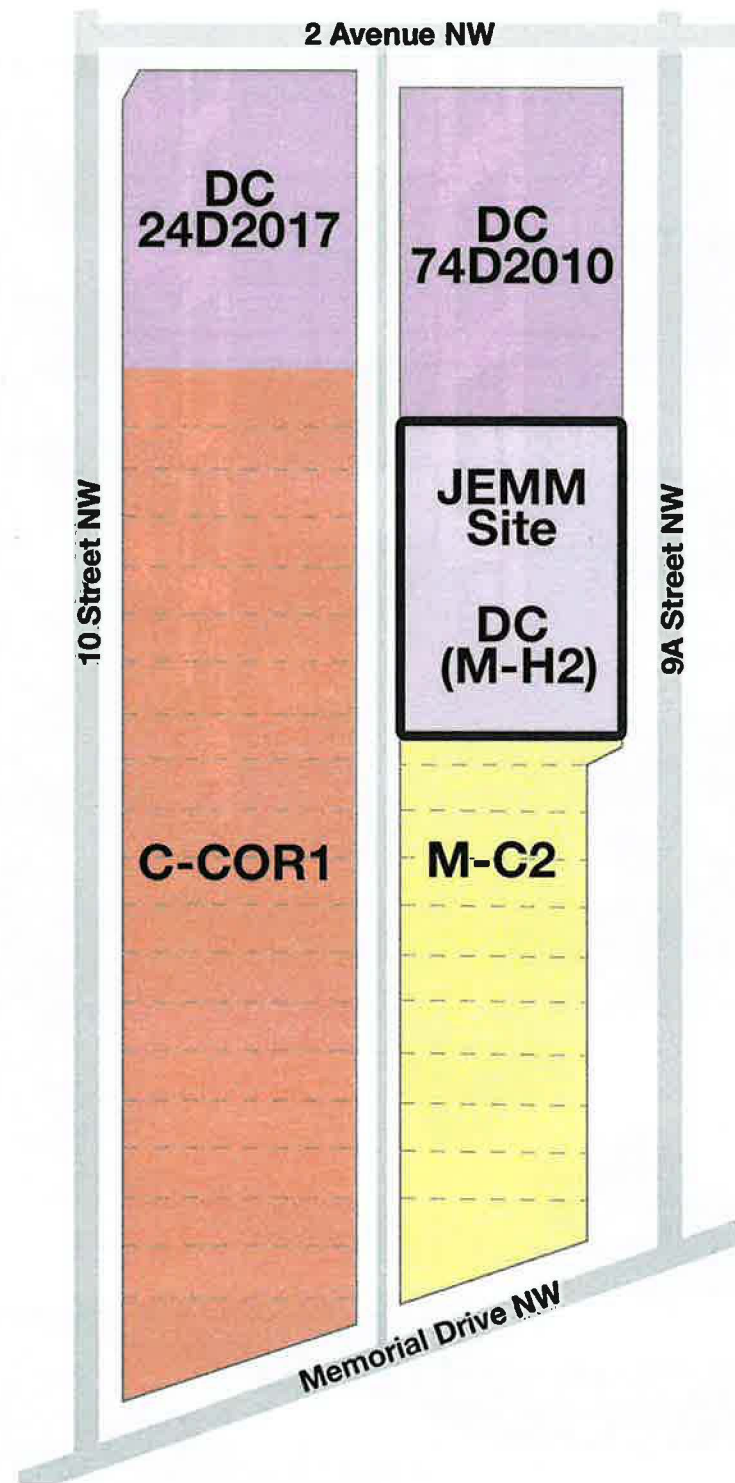 2 Avenue NW
DC
24D2017
DC
74D2010
10 Street NW
JEMM
Site
DC
(M-H2)
9A Street NW
C-COR1
M-C2
Memorial Drive NW